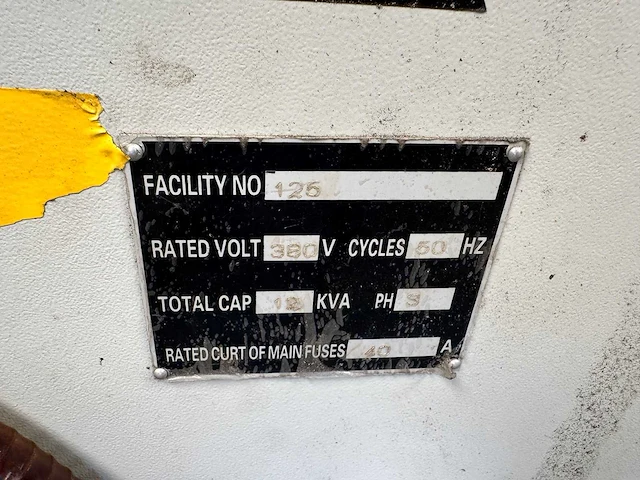 FACILITY NO 126
RATED VOLT 380 V CYCLES 50 HZ
TOTAL CAP KVA PH 3
RATED CURT OF MAIN FUSES 40 A